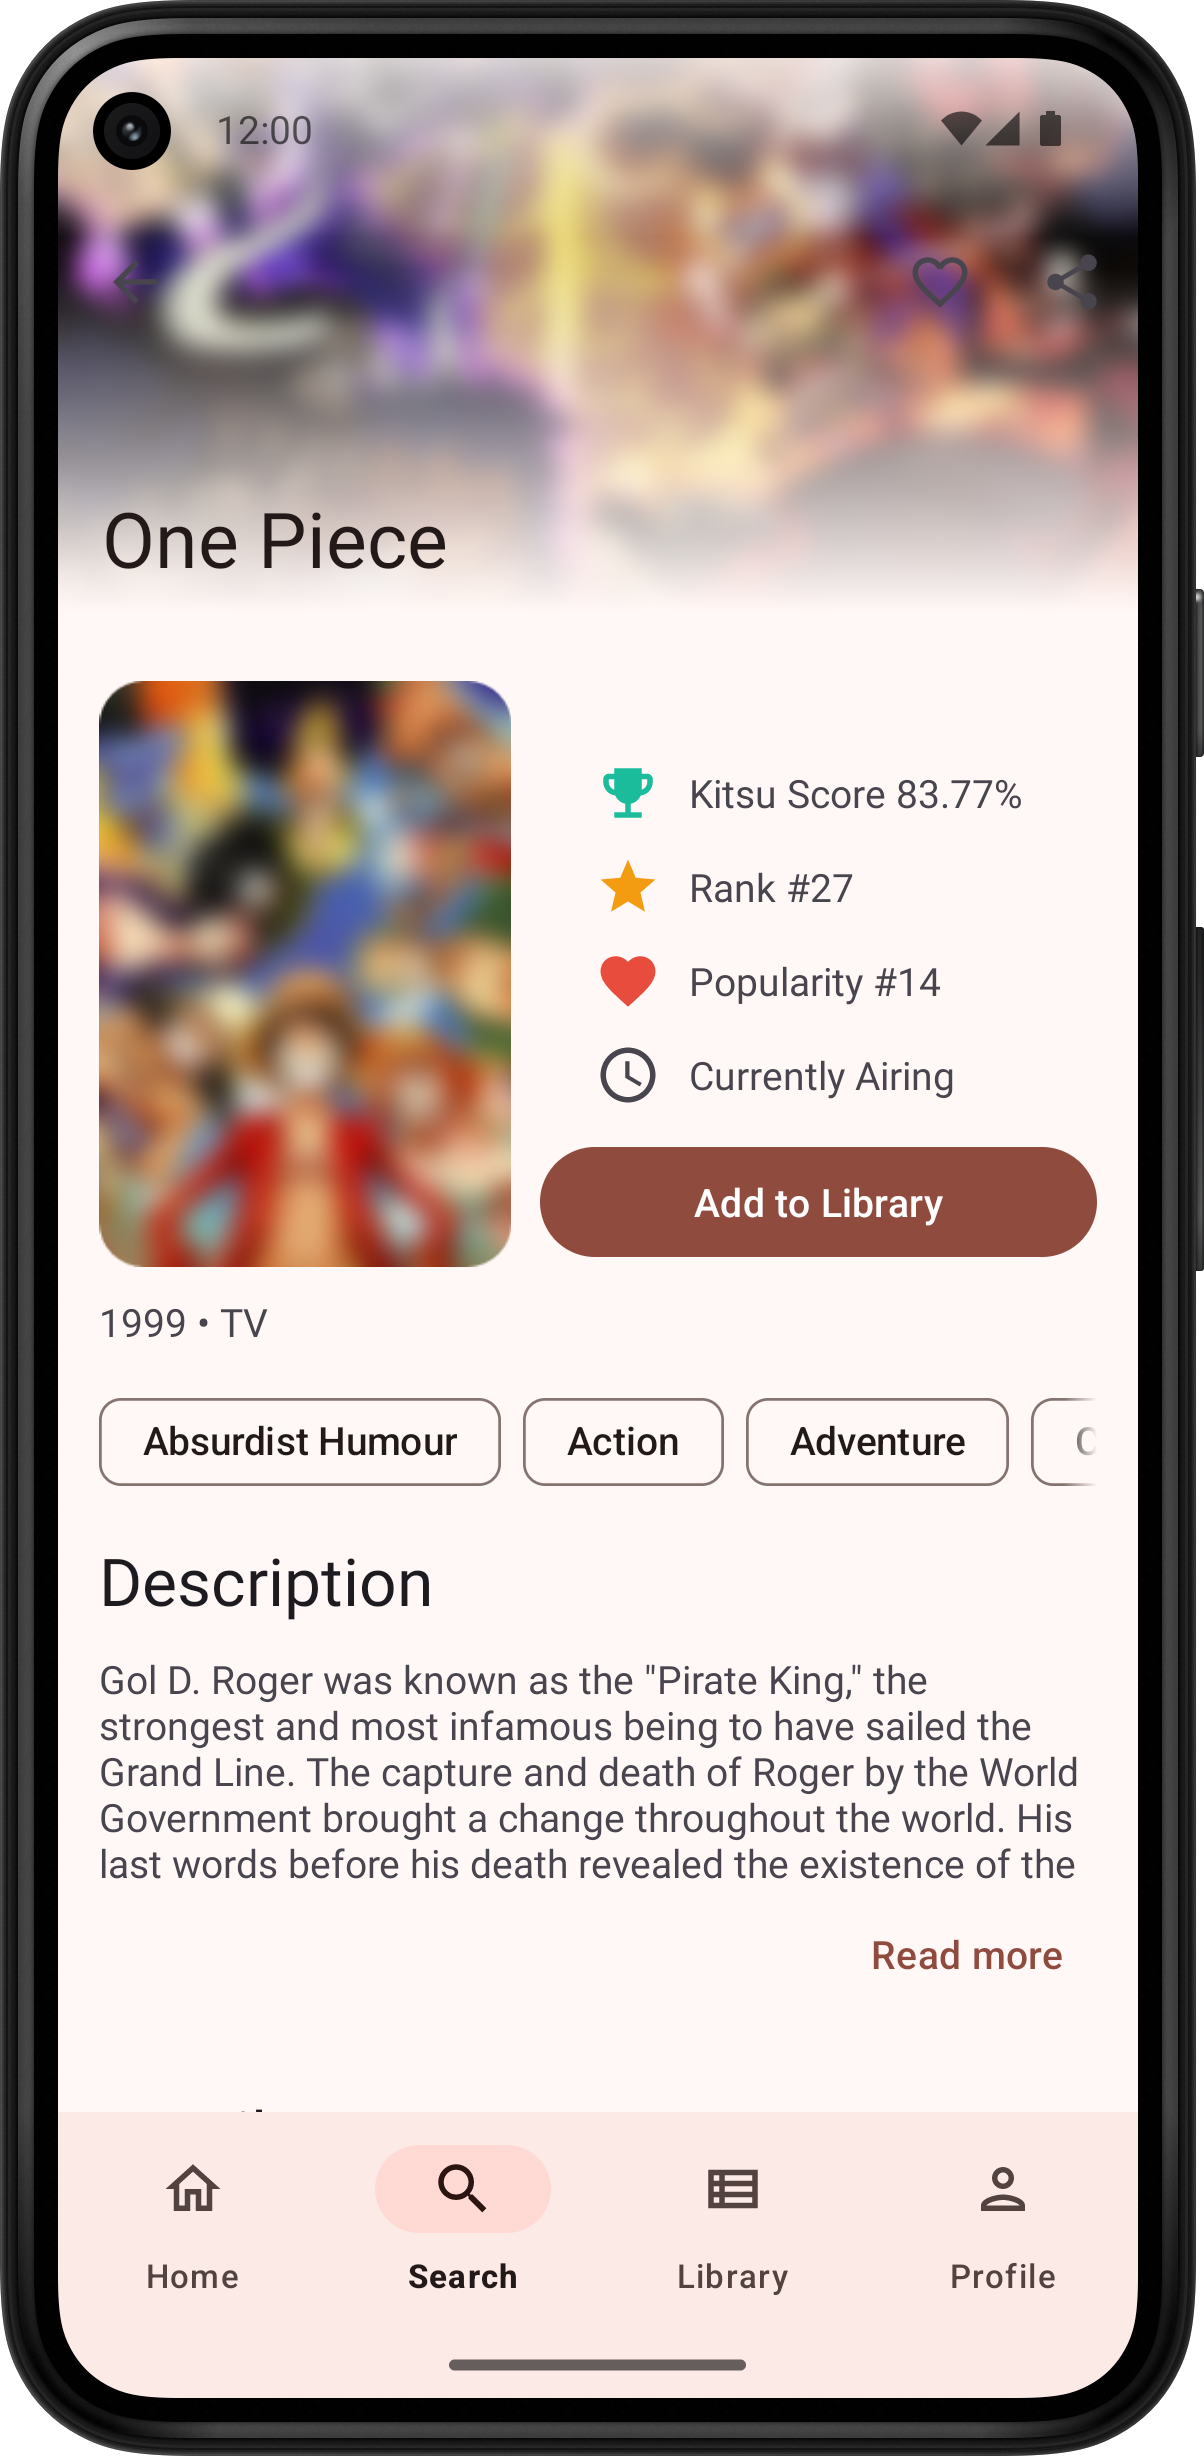 12:00
One Piece
Kitsu Score 83.77%
Rank #27
Popularity #14
Currently Airing
Add to Library
1999 • TV
Absurdist Humour
Action
Adventure
Description
Gol D. Roger was known as the "Pirate King," the
strongest and most infamous being to have sailed the
Grand Line. The capture and death of Roger by the World
Government brought a change throughout the world. His
last words before his death revealed the existence of the
Read more
Home
Search
Library
Profile